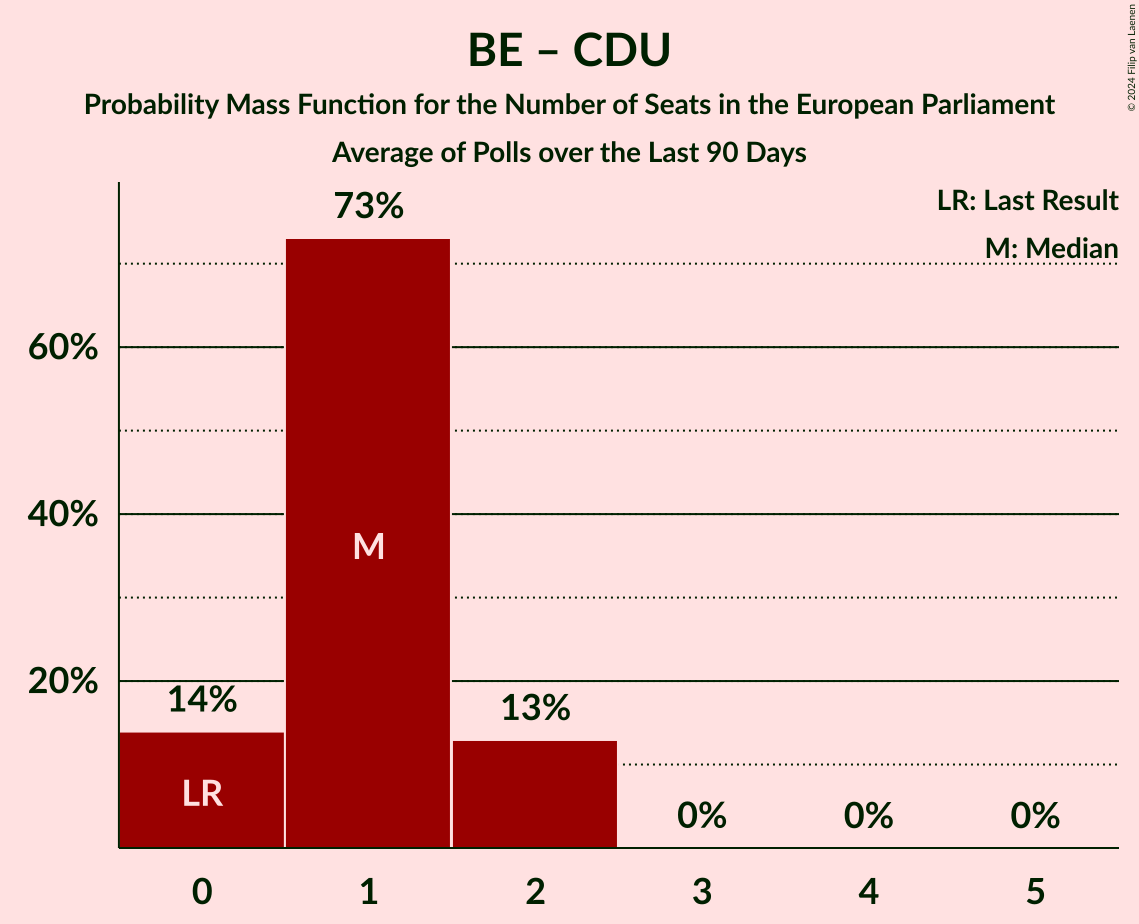 BE – CDU
Probability Mass Function for the Number of Seats in the European Parliament
Average of Polls over the Last 90 Days
© 2024 Filip van Laenen
LR: Last Result
M: Median
73%
60%
40%
M
20%
14%
13%
LR
0%
0%
0%
0
1
2
3
4
5